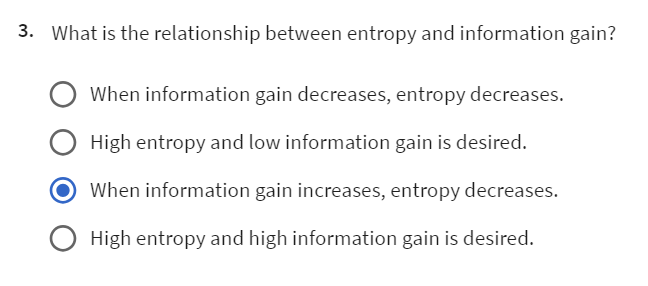 3. What is the relationship between entropy and information gain?
When information gain decreases, entropy decreases.
High entropy and low information gain is desired.
When information gain increases, entropy decreases.
High entropy and high information gain is desired.